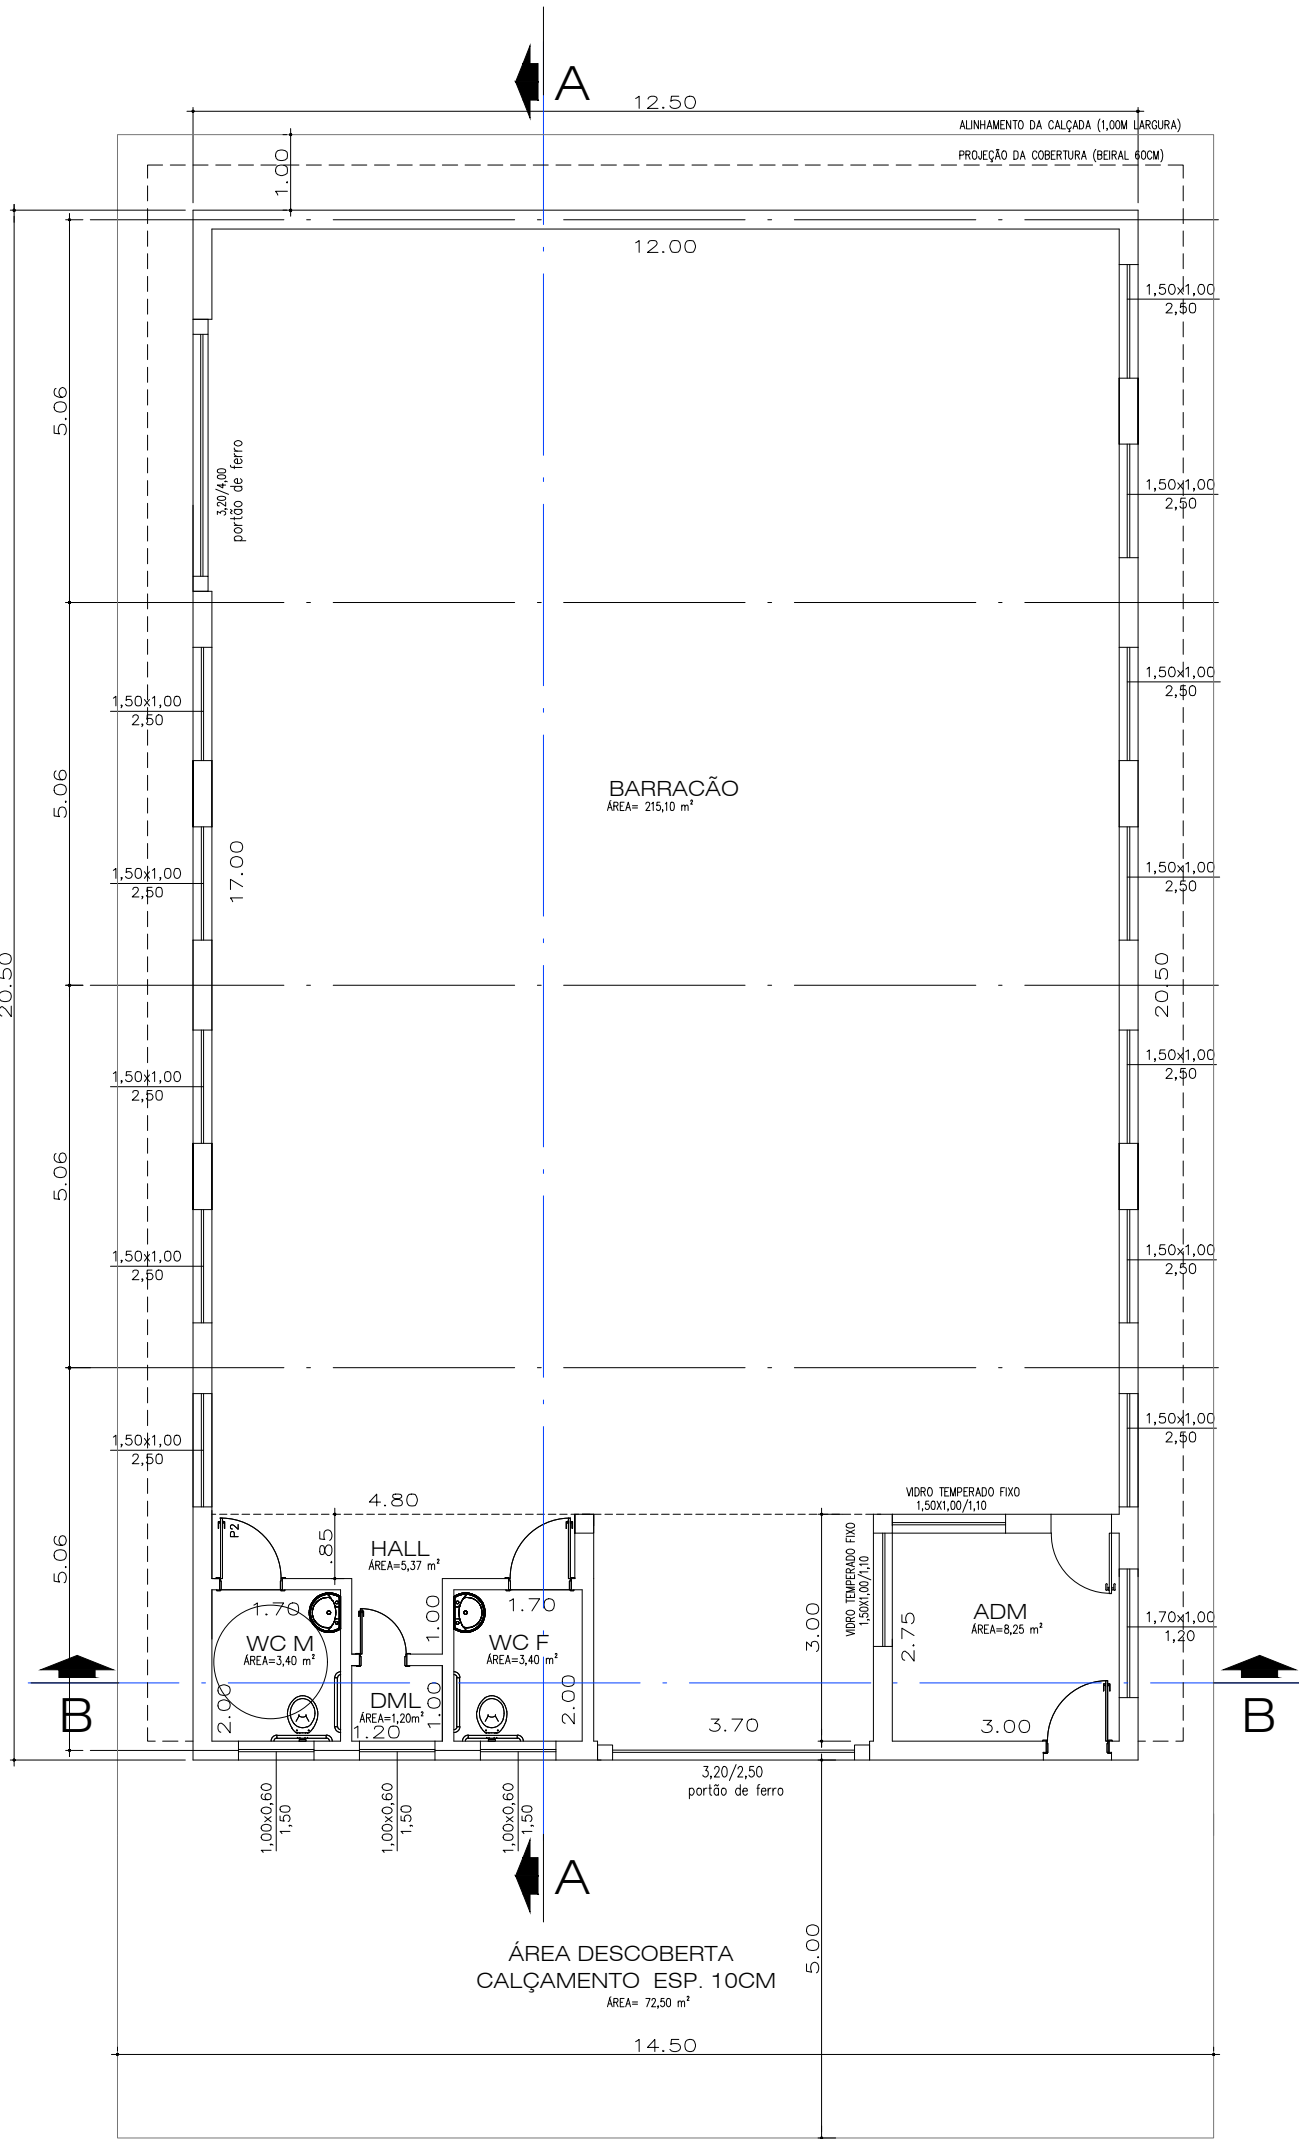 A
12.50
ALINHAMENTO DA CALÇADA (1,00M LARGURA)
PROJEÇÃO DA COBERTURA (BEIRAL 60CM)
1.00
12.00
1,50x1,00
2,50
5.06
3,20/4,00
portão de ferro
1,50x1,00
2,50
1,50x1,00
2,50
1,50x1,00
2,50
5.06
BARRACÃO
ÁREA= 215,10 m²
17.00
1,50x1,00
2,50
1,50x1,00
2,50
20.50
20.50
1,50x1,00
2,50
1,50x1,00
2,50
5.06
1,50x1,00
2,50
1,50x1,00
2,50
1,50x1,00
2,50
1,50x1,00
2,50
4.80
VIDRO TEMPERADO FIXO
1,50X1,00/1,10
5.06
P2
.85
HALL
ÁREA=5,37 m²
VIDRO TEMPERADO FIXO
1,50X1,00/1,10
1.70
1.00
1.70
3.00
2.75
ADM
ÁREA=8,25 m²
1,70x1,00
1,20
WC M
ÁREA=3,40 m²
WC F
ÁREA=3,40 m²
B
2.00
DML
ÁREA=1,20m²
1.00
1.20
2.00
3.70
3.00
B
3,20/2,50
portão de ferro
1,00x0,60
1,50
1,00x0,60
1,50
1,00x0,60
1,50
A
5.00
ÁREA DESCOBERTA
CALÇAMENTO ESP. 10CM
ÁREA= 72,50 m²
14.50